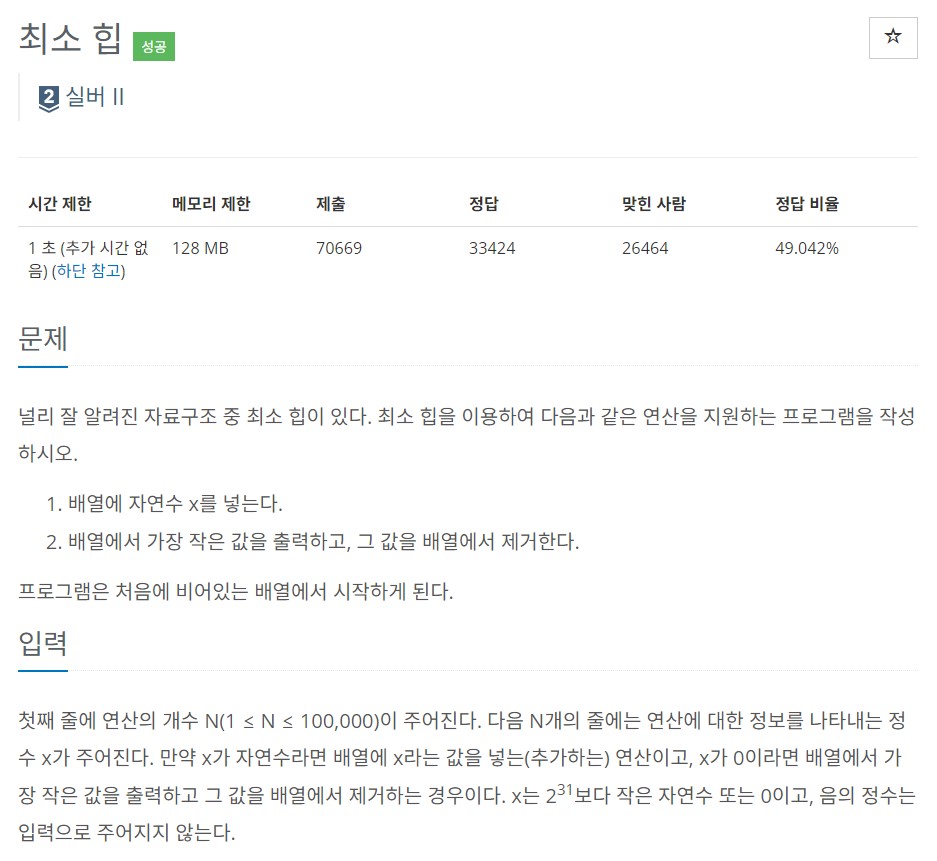 최소 힙 성공
☆
2 실버 II
시간 제한 메모리 제한 제출 정답 맞힌 사람 정답 비율
1 초 (추가 시간 없 128 MB 70669 33424 26464 49.042%
음) (하단 참고)
문제
널리 잘 알려진 자료구조 중 최소 힙이 있다. 최소 힙을 이용하여 다음과 같은 연산을 지원하는 프로그램을 작성
하시오.
1. 배열에 자연수 x를 넣는다.
2. 배열에서 가장 작은 값을 출력하고, 그 값을 배열에서 제거한다.
프로그램은 처음에 비어있는 배열에서 시작하게 된다.
입력
첫째 줄에 연산의 개수 N(1 ≤ N ≤ 100,000)이 주어진다. 다음 N개의 줄에는 연산에 대한 정보를 나타내는 정
수 x가 주어진다. 만약 x가 자연수라면 배열에 x라는 값을 넣는(추가하는) 연산이고, x가 0이라면 배열에서 가
장 작은 값을 출력하고 그 값을 배열에서 제거하는 경우이다. x는 2³¹보다 작은 자연수 또는 0이고, 음의 정수는
입력으로 주어지지 않는다.